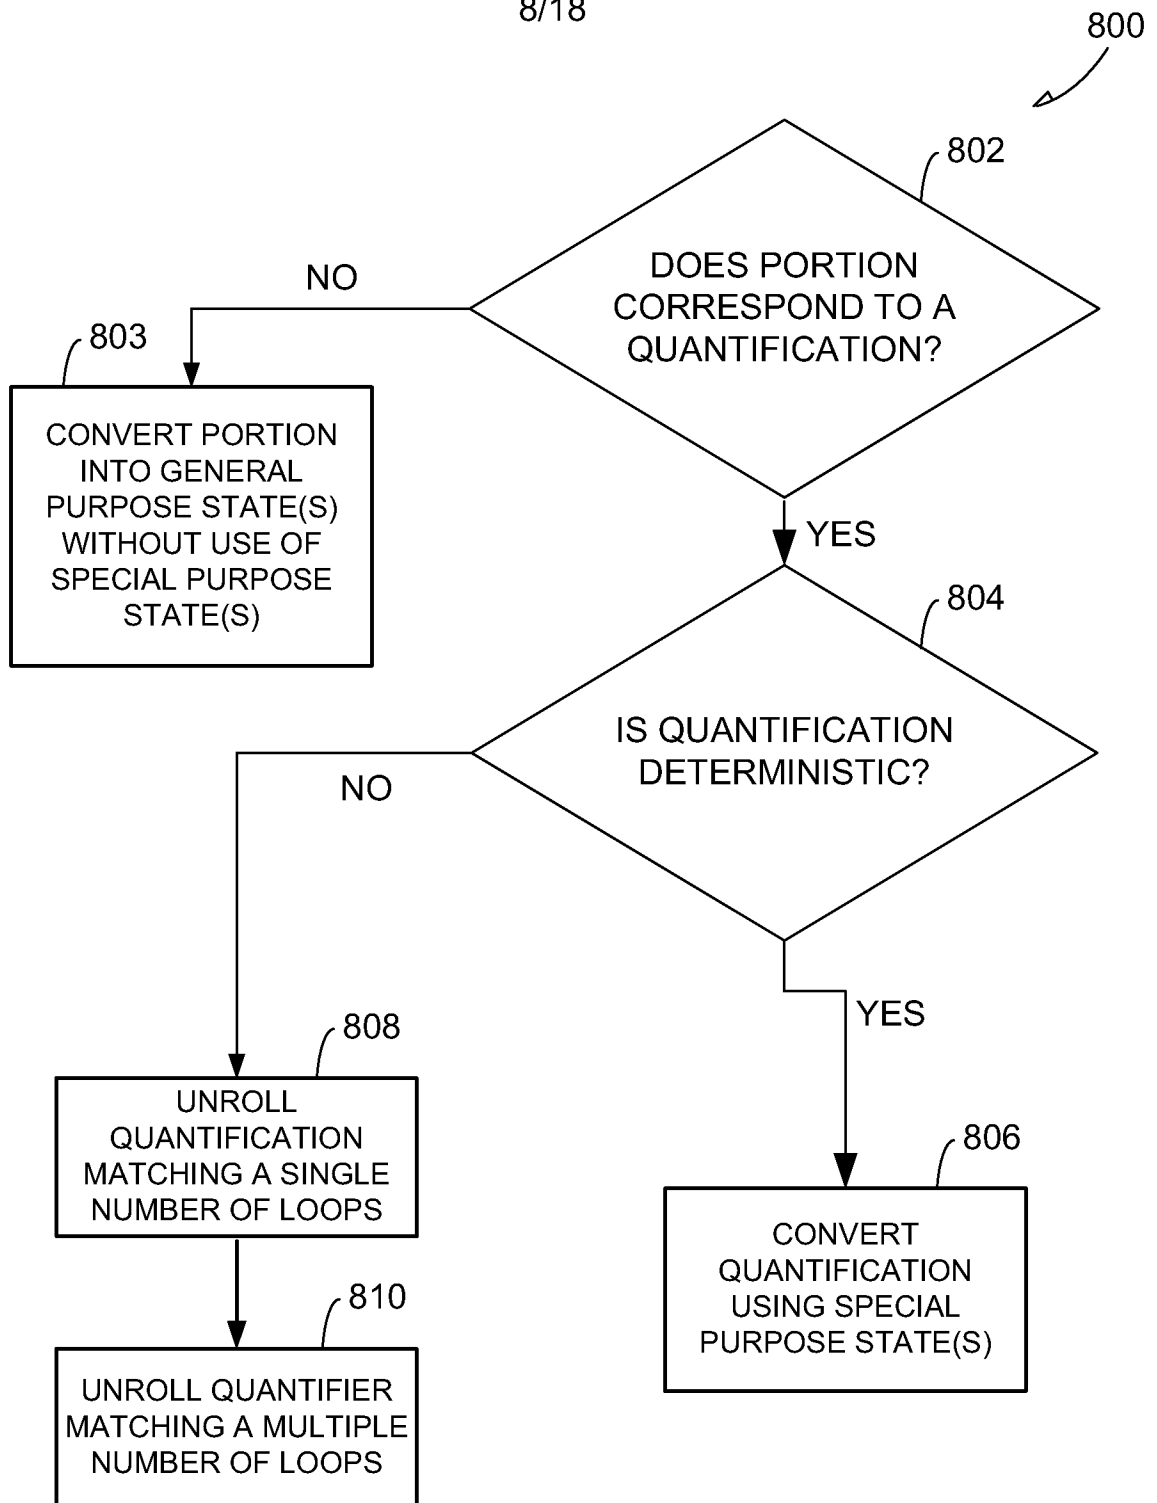 8/18
800
802
DOES PORTION
CORRESPOND TO A
QUANTIFICATION?
NO
803
CONVERT PORTION
INTO GENERAL
PURPOSE STATE(S)
WITHOUT USE OF
SPECIAL PURPOSE
STATE(S)
YES
804
IS QUANTIFICATION
DETERMINISTIC?
NO
YES
808
UNROLL
QUANTIFICATION
MATCHING A SINGLE
NUMBER OF LOOPS
806
CONVERT
QUANTIFICATION
USING SPECIAL
PURPOSE STATE(S)
810
UNROLL QUANTIFIER
MATCHING A MULTIPLE
NUMBER OF LOOPS